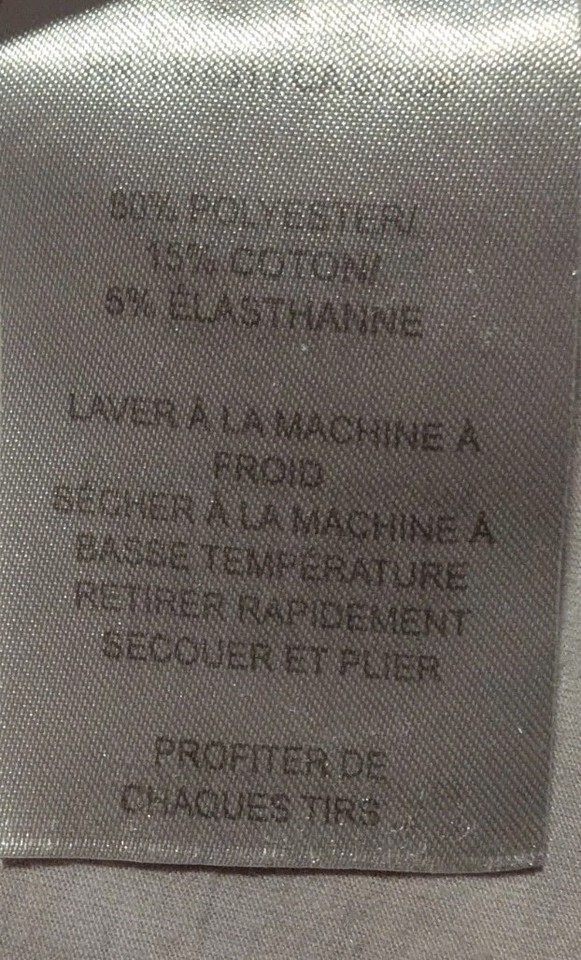 80% POLYESTER/
15% COTON/
5% ÉLASTHANNE
LAVER À LA MACHINE À
FROID
SÉCHER À LA MACHINE À
BASSE TEMPÉRATURE
RETIRER RAPIDEMENT
SECOUER ET PLIER
PROFITER DE
CHAQUES TIRS